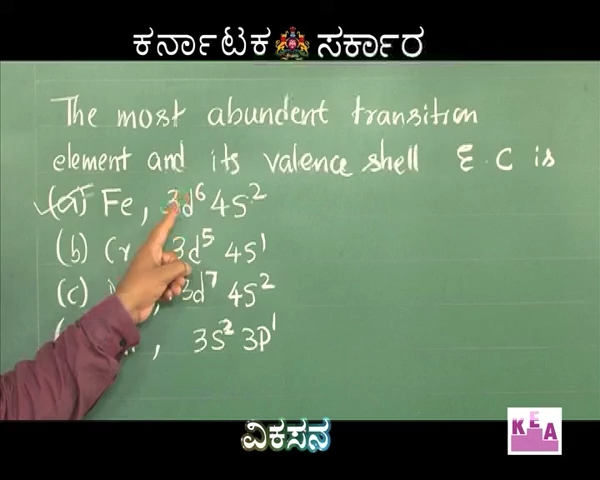 ಕರ್ನಾಟಕ ಸರ್ಕಾರ
The most abundent transition
element and its valence shell E.C is
(a) Fe, 3d⁶ 4S²
(b) Cr 3d⁵ 4S¹
(c) 3d⁷ 4S²
, 3S² 3P¹
ವಿಕಸನ
KEA